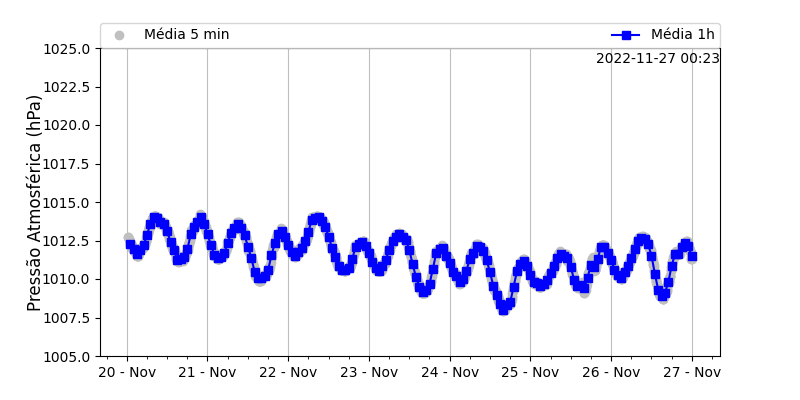 Média 5 min
Média 1h
2022-11-27 00:23
Pressão Atmosférica (hPa)
1025.0
1022.5
1020.0
1017.5
1015.0
1012.5
1010.0
1007.5
1005.0
20 - Nov
21 - Nov
22 - Nov
23 - Nov
24 - Nov
25 - Nov
26 - Nov
27 - Nov